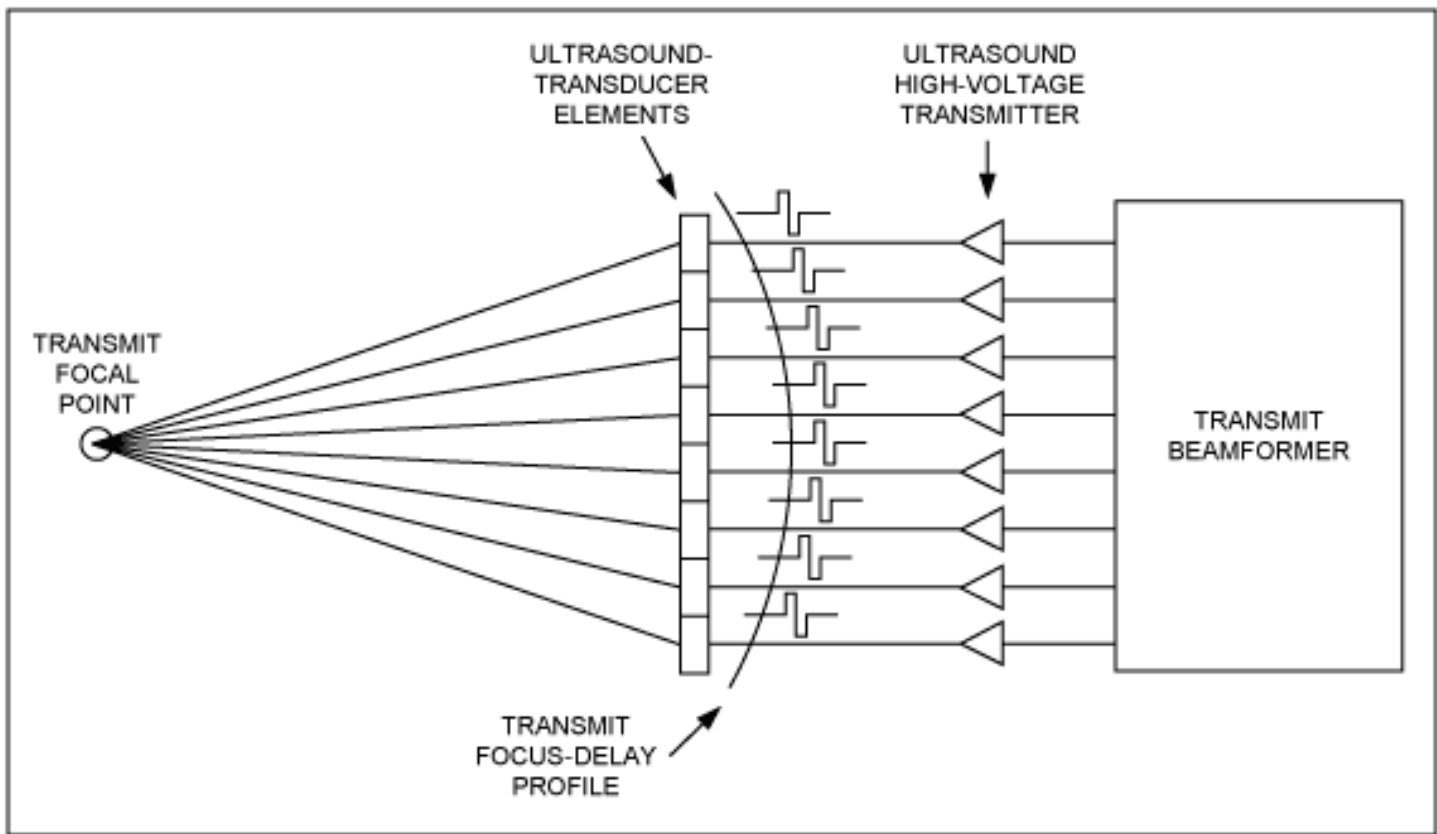 ULTRASOUND-
TRANSDUCER
ELEMENTS
ULTRASOUND
HIGH-VOLTAGE
TRANSMITTER
TRANSMIT
FOCAL
POINT
TRANSMIT
BEAMFORMER
TRANSMIT
FOCUS-DELAY
PROFILE